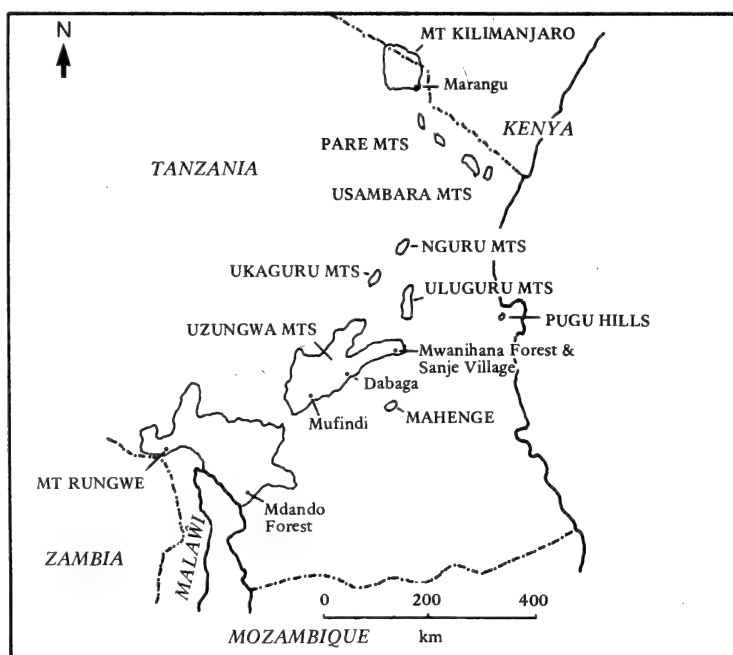 N
MT KILIMANJARO
Marangu
KENYA
PARE MTS
TANZANIA
USAMBARA MTS
NGURU MTS
UKAGURU MTS
ULUGURU MTS
PUGU HILLS
UZUNGWA MTS
Mwanihana Forest &
Sanje Village
Dabaga
Mufindi
MAHENGE
MT RUNGWE
Mdando
Forest
MALAWI
ZAMBIA
0 200 400
km
MOZAMBIQUE